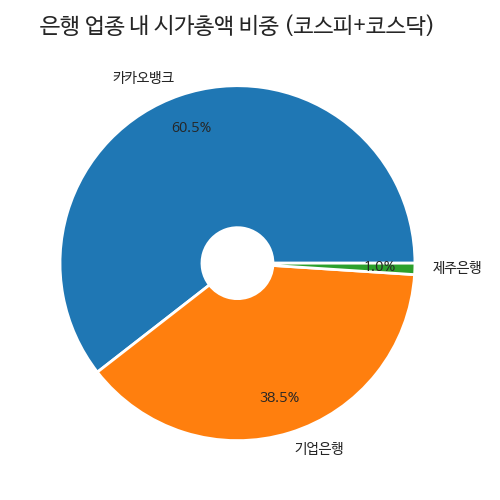 은행 업종 내 시가총액 비중 (코스피+코스닥)
카카오뱅크
60.5%
1.0%
제주은행
38.5%
기업은행